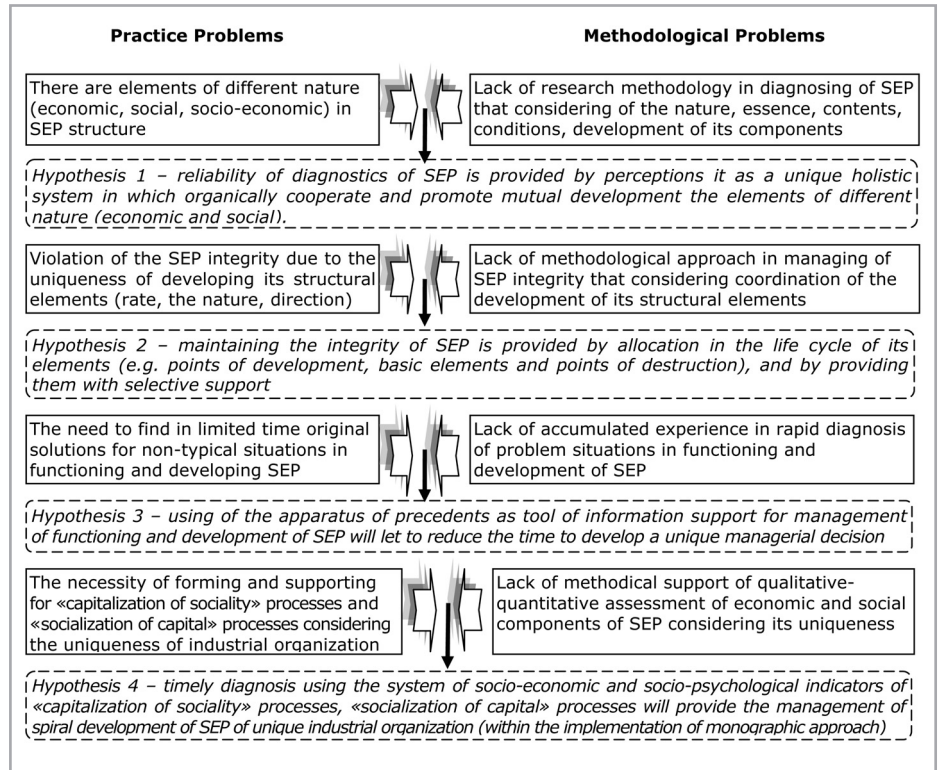 Practice Problems
Methodological Problems
There are elements of different nature
(economic, social, socio-economic) in
SEP structure
Lack of research methodology in diagnosing of SEP
that considering of the nature, essence, contents,
conditions, development of its components
Hypothesis 1 – reliability of diagnostics of SEP is provided by perceptions it as a unique holistic
system in which organically cooperate and promote mutual development the elements of different
nature (economic and social).
Violation of the SEP integrity due to the
uniqueness of developing its structural
elements (rate, the nature, direction)
Lack of methodological approach in managing of
SEP integrity that considering coordination of the
development of its structural elements
Hypothesis 2 – maintaining the integrity of SEP is provided by allocation in the life cycle of its
elements (e.g. points of development, basic elements and points of destruction), and by providing
them with selective support
The need to find in limited time original
solutions for non-typical situations in
functioning and developing SEP
Lack of accumulated experience in rapid diagnosis
of problem situations in functioning and
development of SEP
Hypothesis 3 – using of the apparatus of precedents as tool of information support for management
of functioning and development of SEP will let to reduce the time to develop a unique managerial decision
The necessity of forming and supporting
for «capitalization of sociality» processes and
«socialization of capital» processes considering
the uniqueness of industrial organization
Lack of methodical support of qualitative-
quantitative assessment of economic and social
components of SEP considering its uniqueness
Hypothesis 4 – timely diagnosis using the system of socio-economic and socio-psychological indicators of
«capitalization of sociality» processes, «socialization of capital» processes will provide the management of
spiral development of SEP of unique industrial organization (within the implementation of monographic approach)